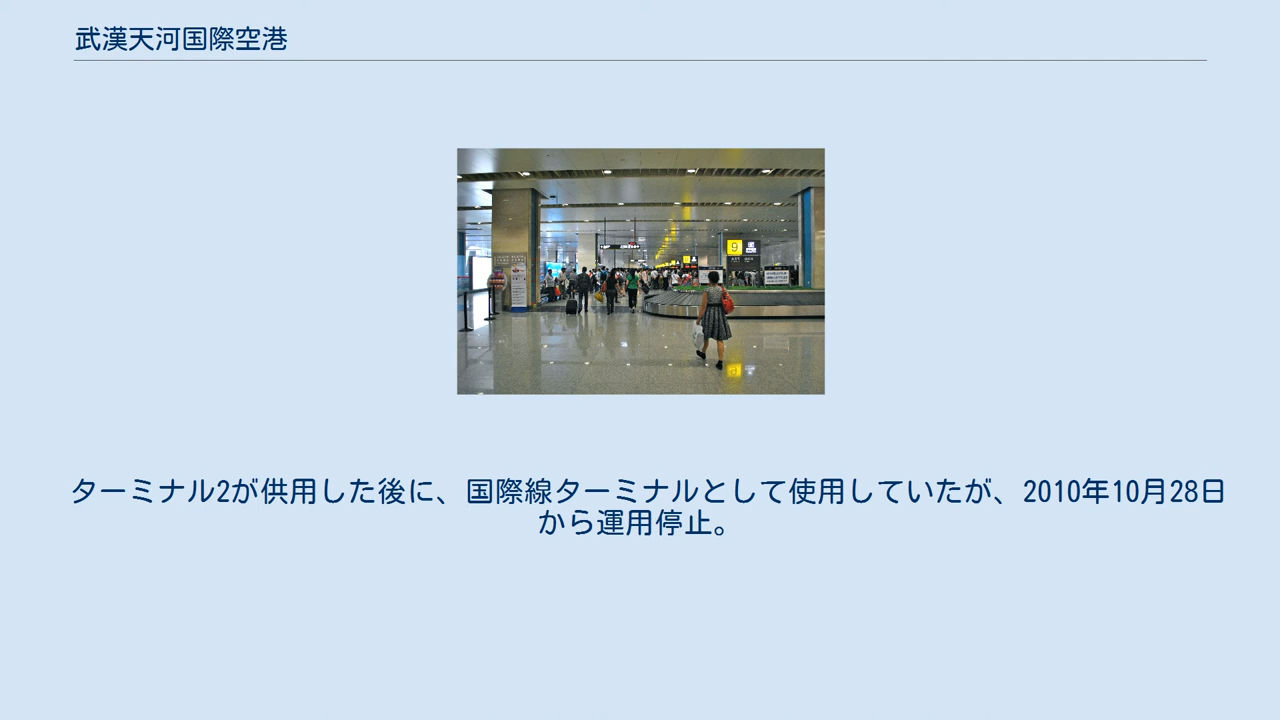 武漢天河国際空港
9
ターミナル2が供用した後に、国際線ターミナルとして使用していたが、2010年10月28日
から運用停止。